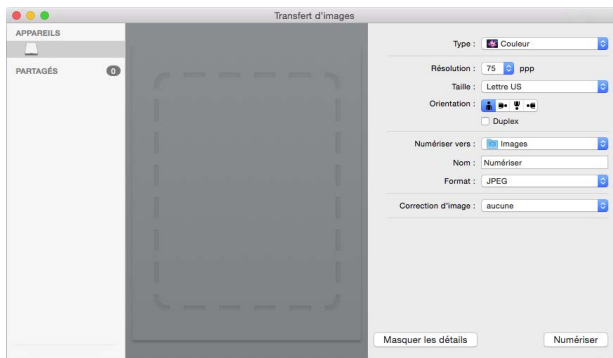 Transfert d'images
APPAREILS
PARTAGÉS 0
Type : Couleur
Résolution : 75 ppp
Taille : Lettre US
Orientation :
Duplex
Numériser vers : Images
Nom : Numériser
Format : JPEG
Correction d'image : aucune
Masquer les détails Numériser